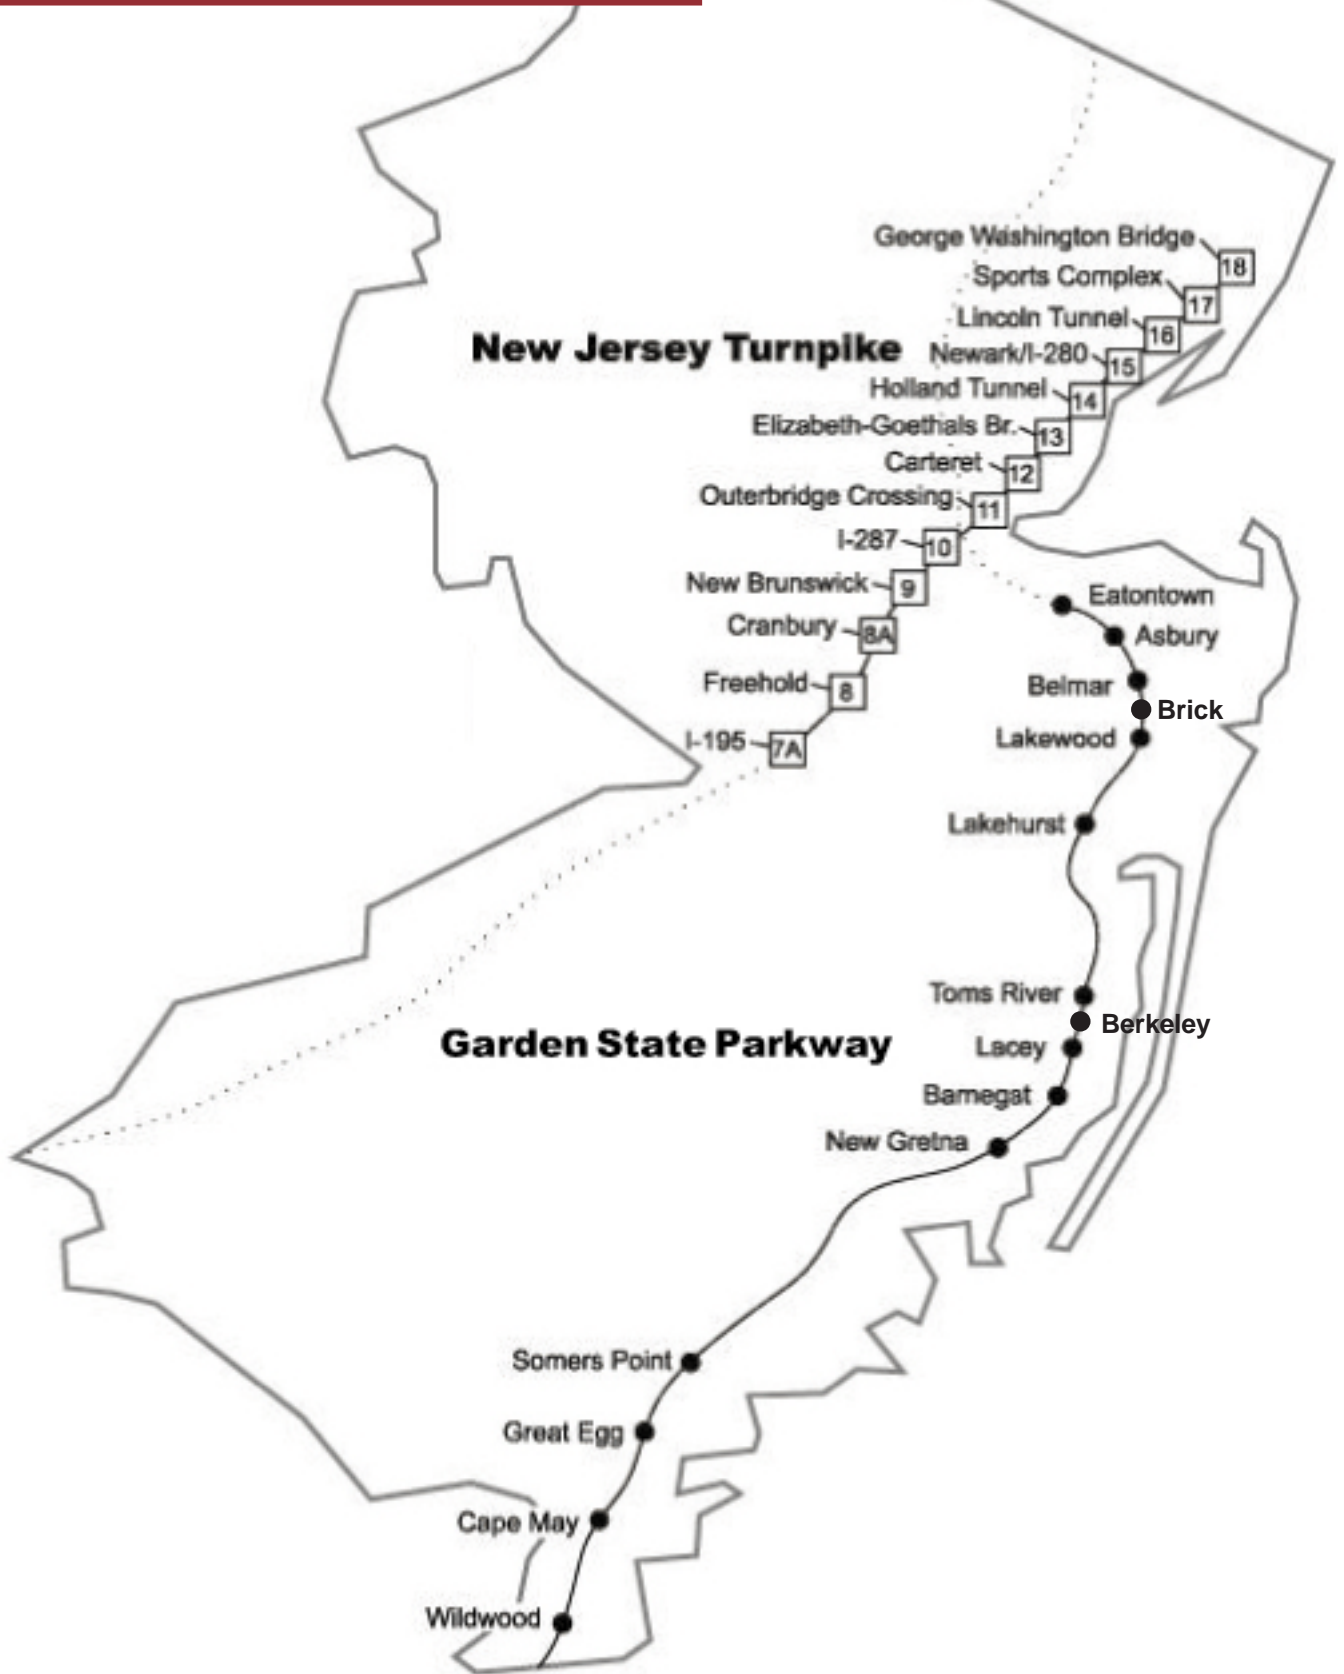 George Washington Bridge
18
Sports Complex
17
Lincoln Tunnel
16
New Jersey Turnpike
Newark/I-280
15
Holland Tunnel
14
Elizabeth-Goethals Br.
13
Carteret
12
Outerbridge Crossing
11
I-287
10
New Brunswick
9
Eatontown
Cranbury
8A
Asbury
Freehold
8
Belmar
Brick
I-195
7A
Lakewood
Lakehurst
Toms River
Berkeley
Garden State Parkway
Lacey
Barnegat
New Gretna
Somers Point
Great Egg
Cape May
Wildwood